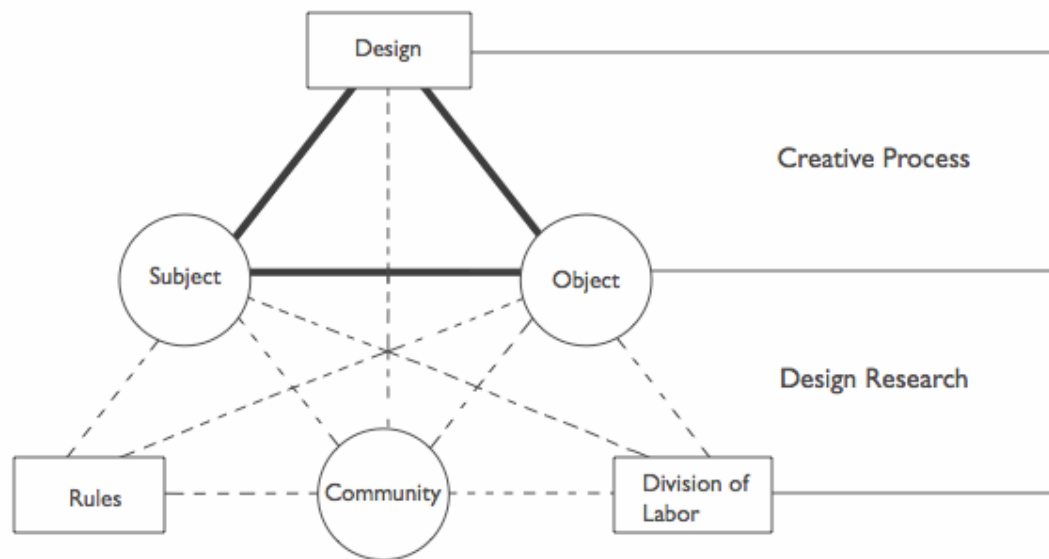 Design
Creative Process
Subject
Object
Design Research
Rules
Community
Division of
Labor